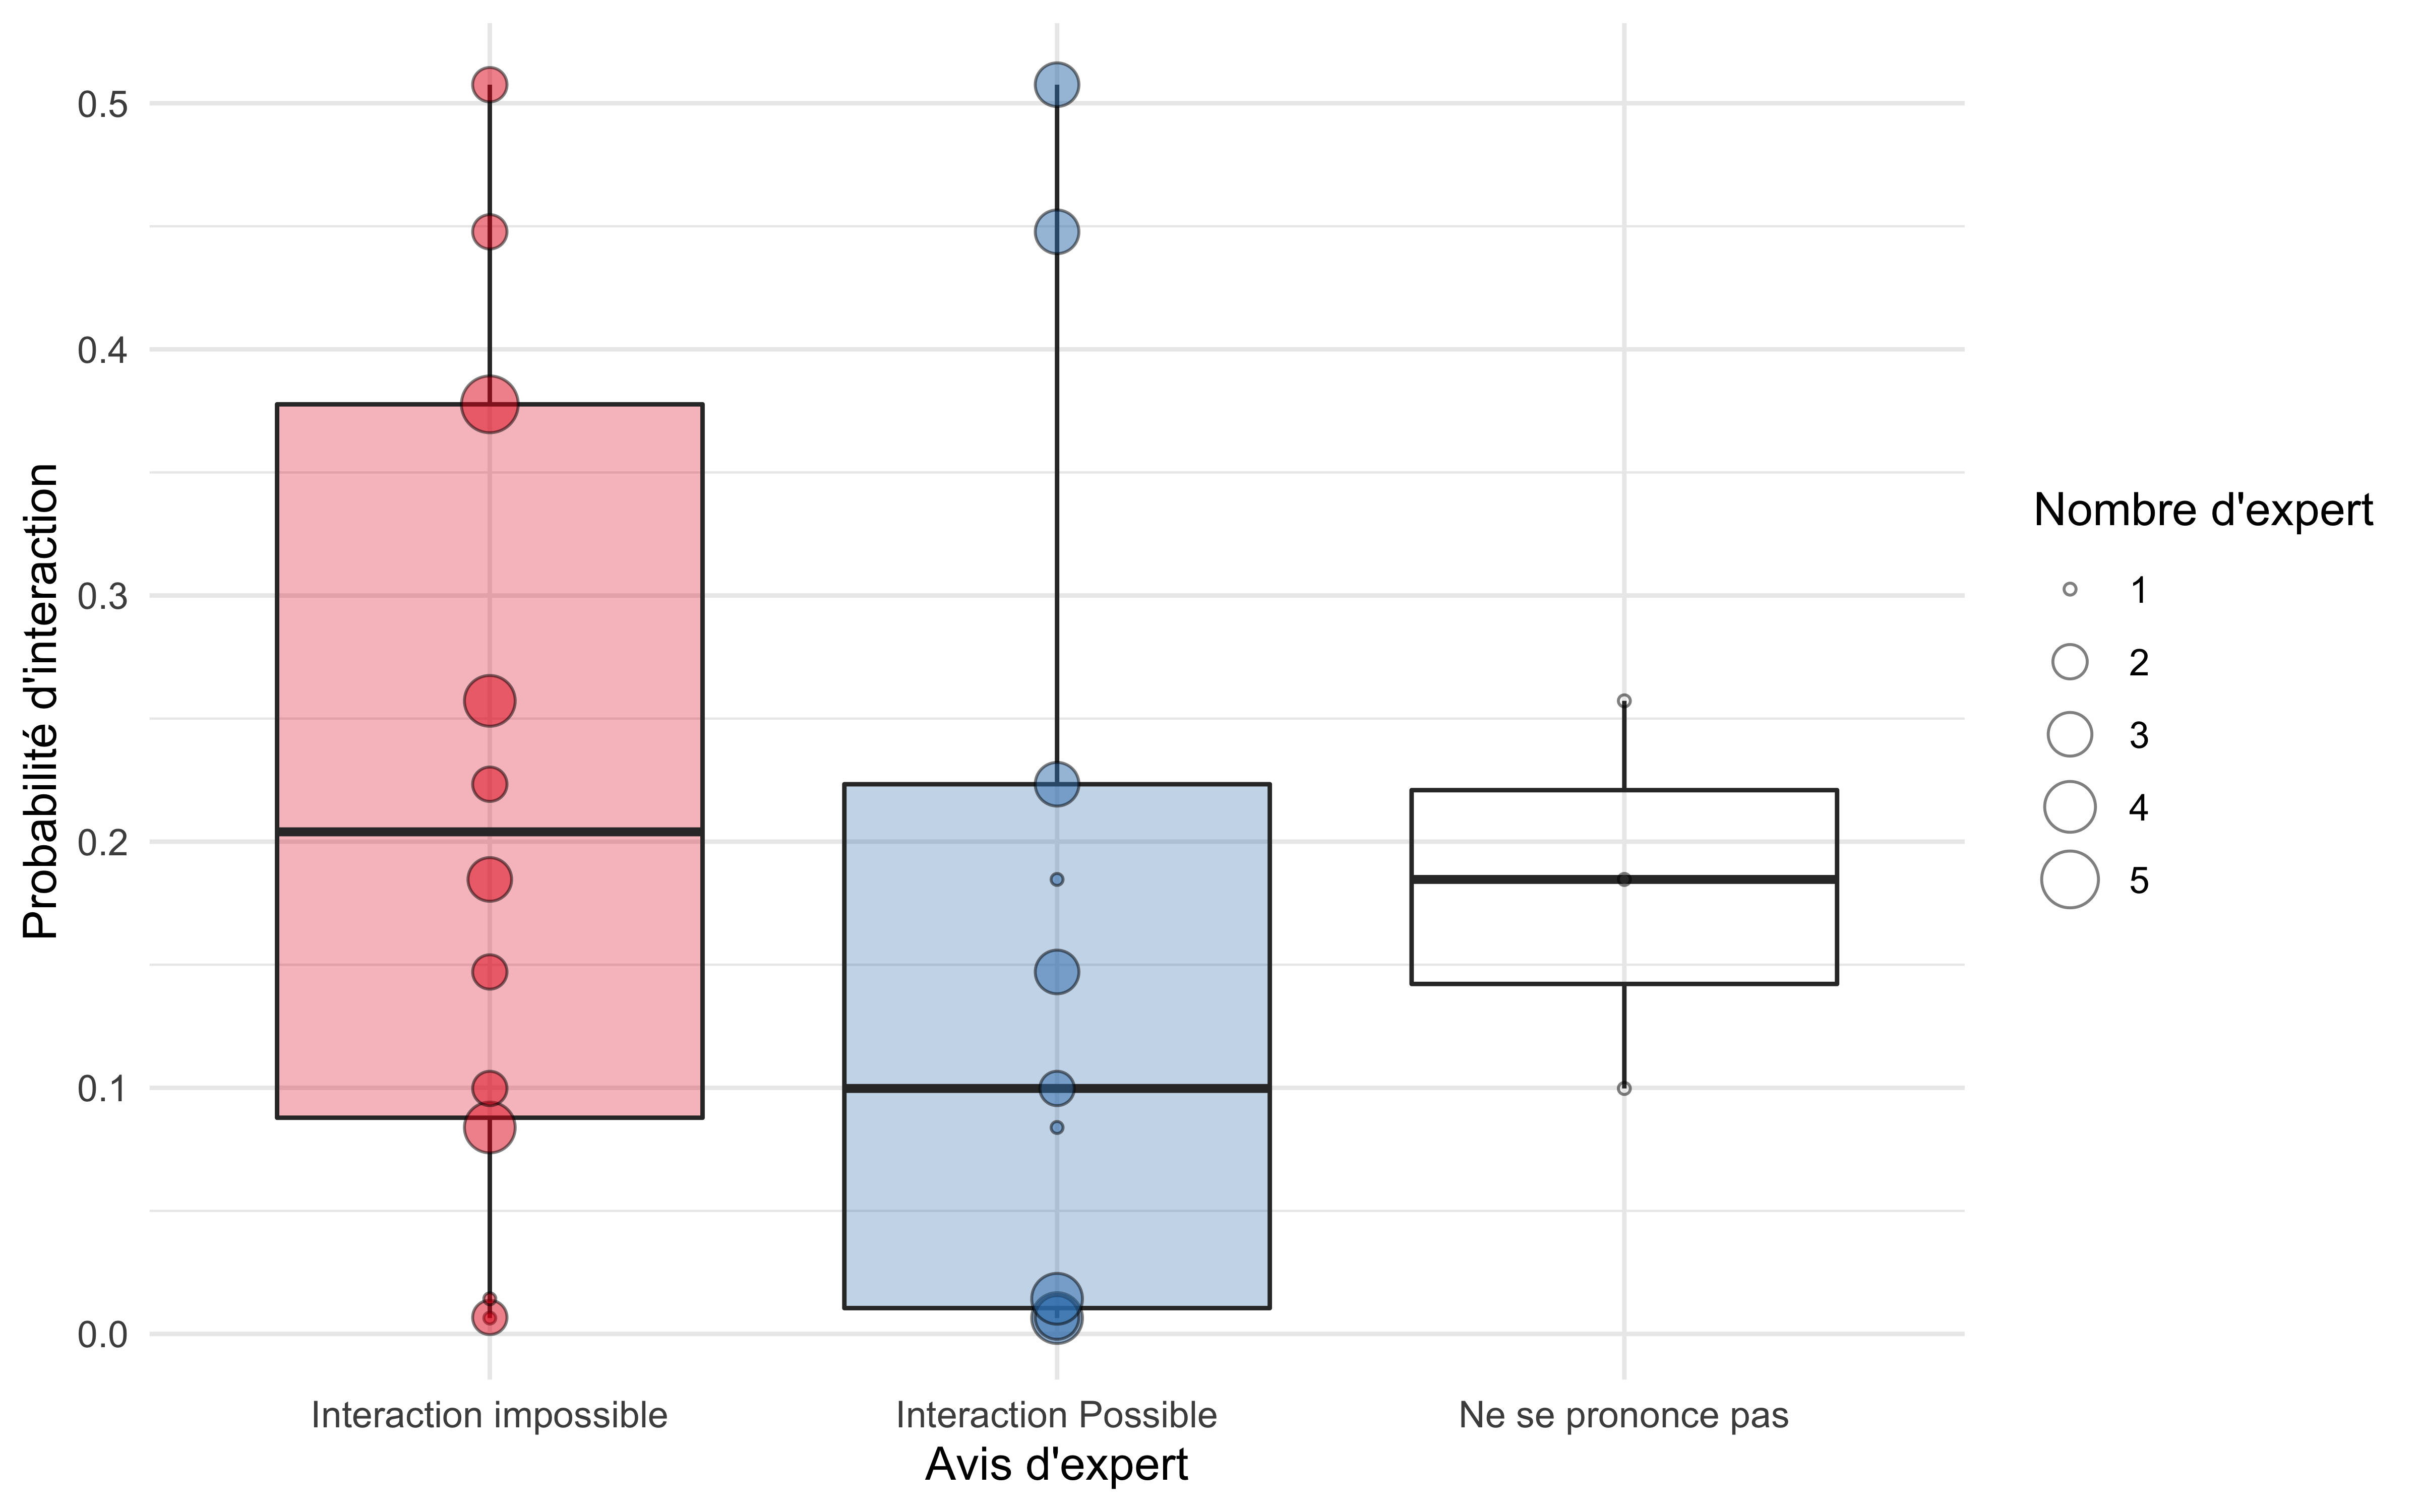 Probabilité d'interaction
0.5
0.4
0.3
0.2
0.1
0.0
Interaction impossible
Interaction Possible
Ne se prononce pas
Avis d'expert
Nombre d'expert
1
2
3
4
5